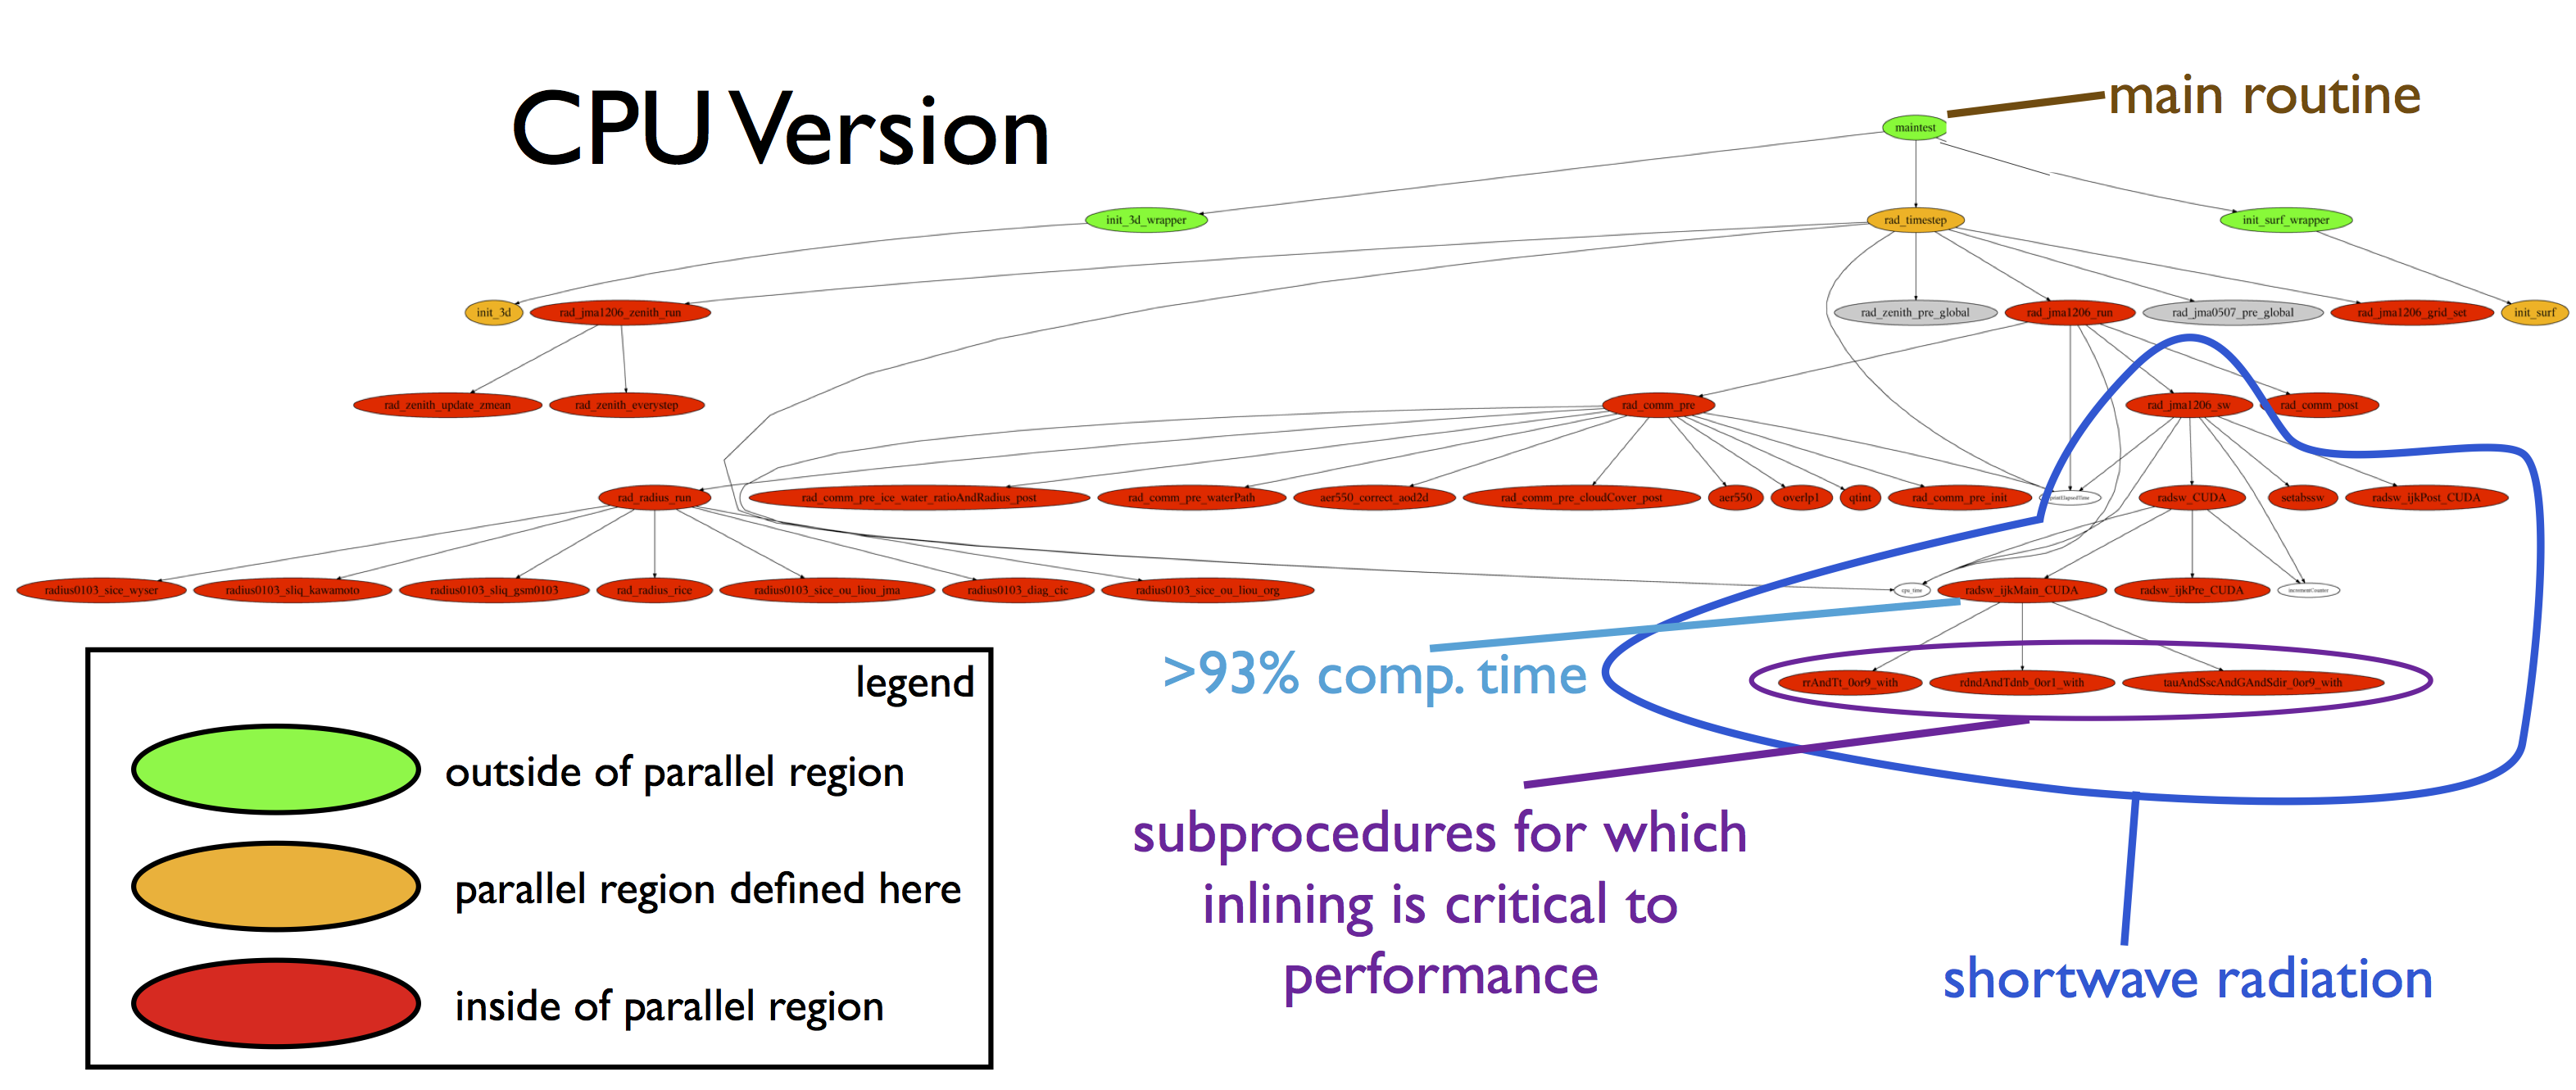 CPU Version
main routine
maintest
init_3d_wrapper
rad_timestep
init_surf_wrapper
init_3d
rad_jma1206_zenith_run
rad_zenith_pre_global
rad_jma1206_run
rad_jma0507_pre_global
rad_jma1206_grid_set
init_surf
rad_zenith_update_zmean
rad_zenith_everystep
rad_comm_pre
rad_jma1206_sw
rad_comm_post
rad_radius_run
rad_comm_pre_ice_water_ratioAndRadius_post
rad_comm_pre_waterPath
aer550_correct_aod2d
rad_comm_pre_cloudCover_post
aer550
overlp1
qtint
rad_comm_pre_init
radsw_CUDA
setabssw
radsw_ijkPost_CUDA
radius0103_sice_wyser
radius0103_sliq_kawamoto
radius0103_sliq_gsm0103
rad_radius_rice
radius0103_sice_ou_liou_jma
radius0103_diag_cic
radius0103_sice_ou_liou_org
cpu_time
radsw_ijkMain_CUDA
radsw_ijkPre_CUDA
incrementCounter
>93% comp. time
rrAndTt_0or9_with
rdndAndTdnb_0or1_with
tauAndSscAndGAndSdir_0or9_with
legend
outside of parallel region
parallel region defined here
inside of parallel region
subprocedures for which
inlining is critical to
performance
shortwave radiation